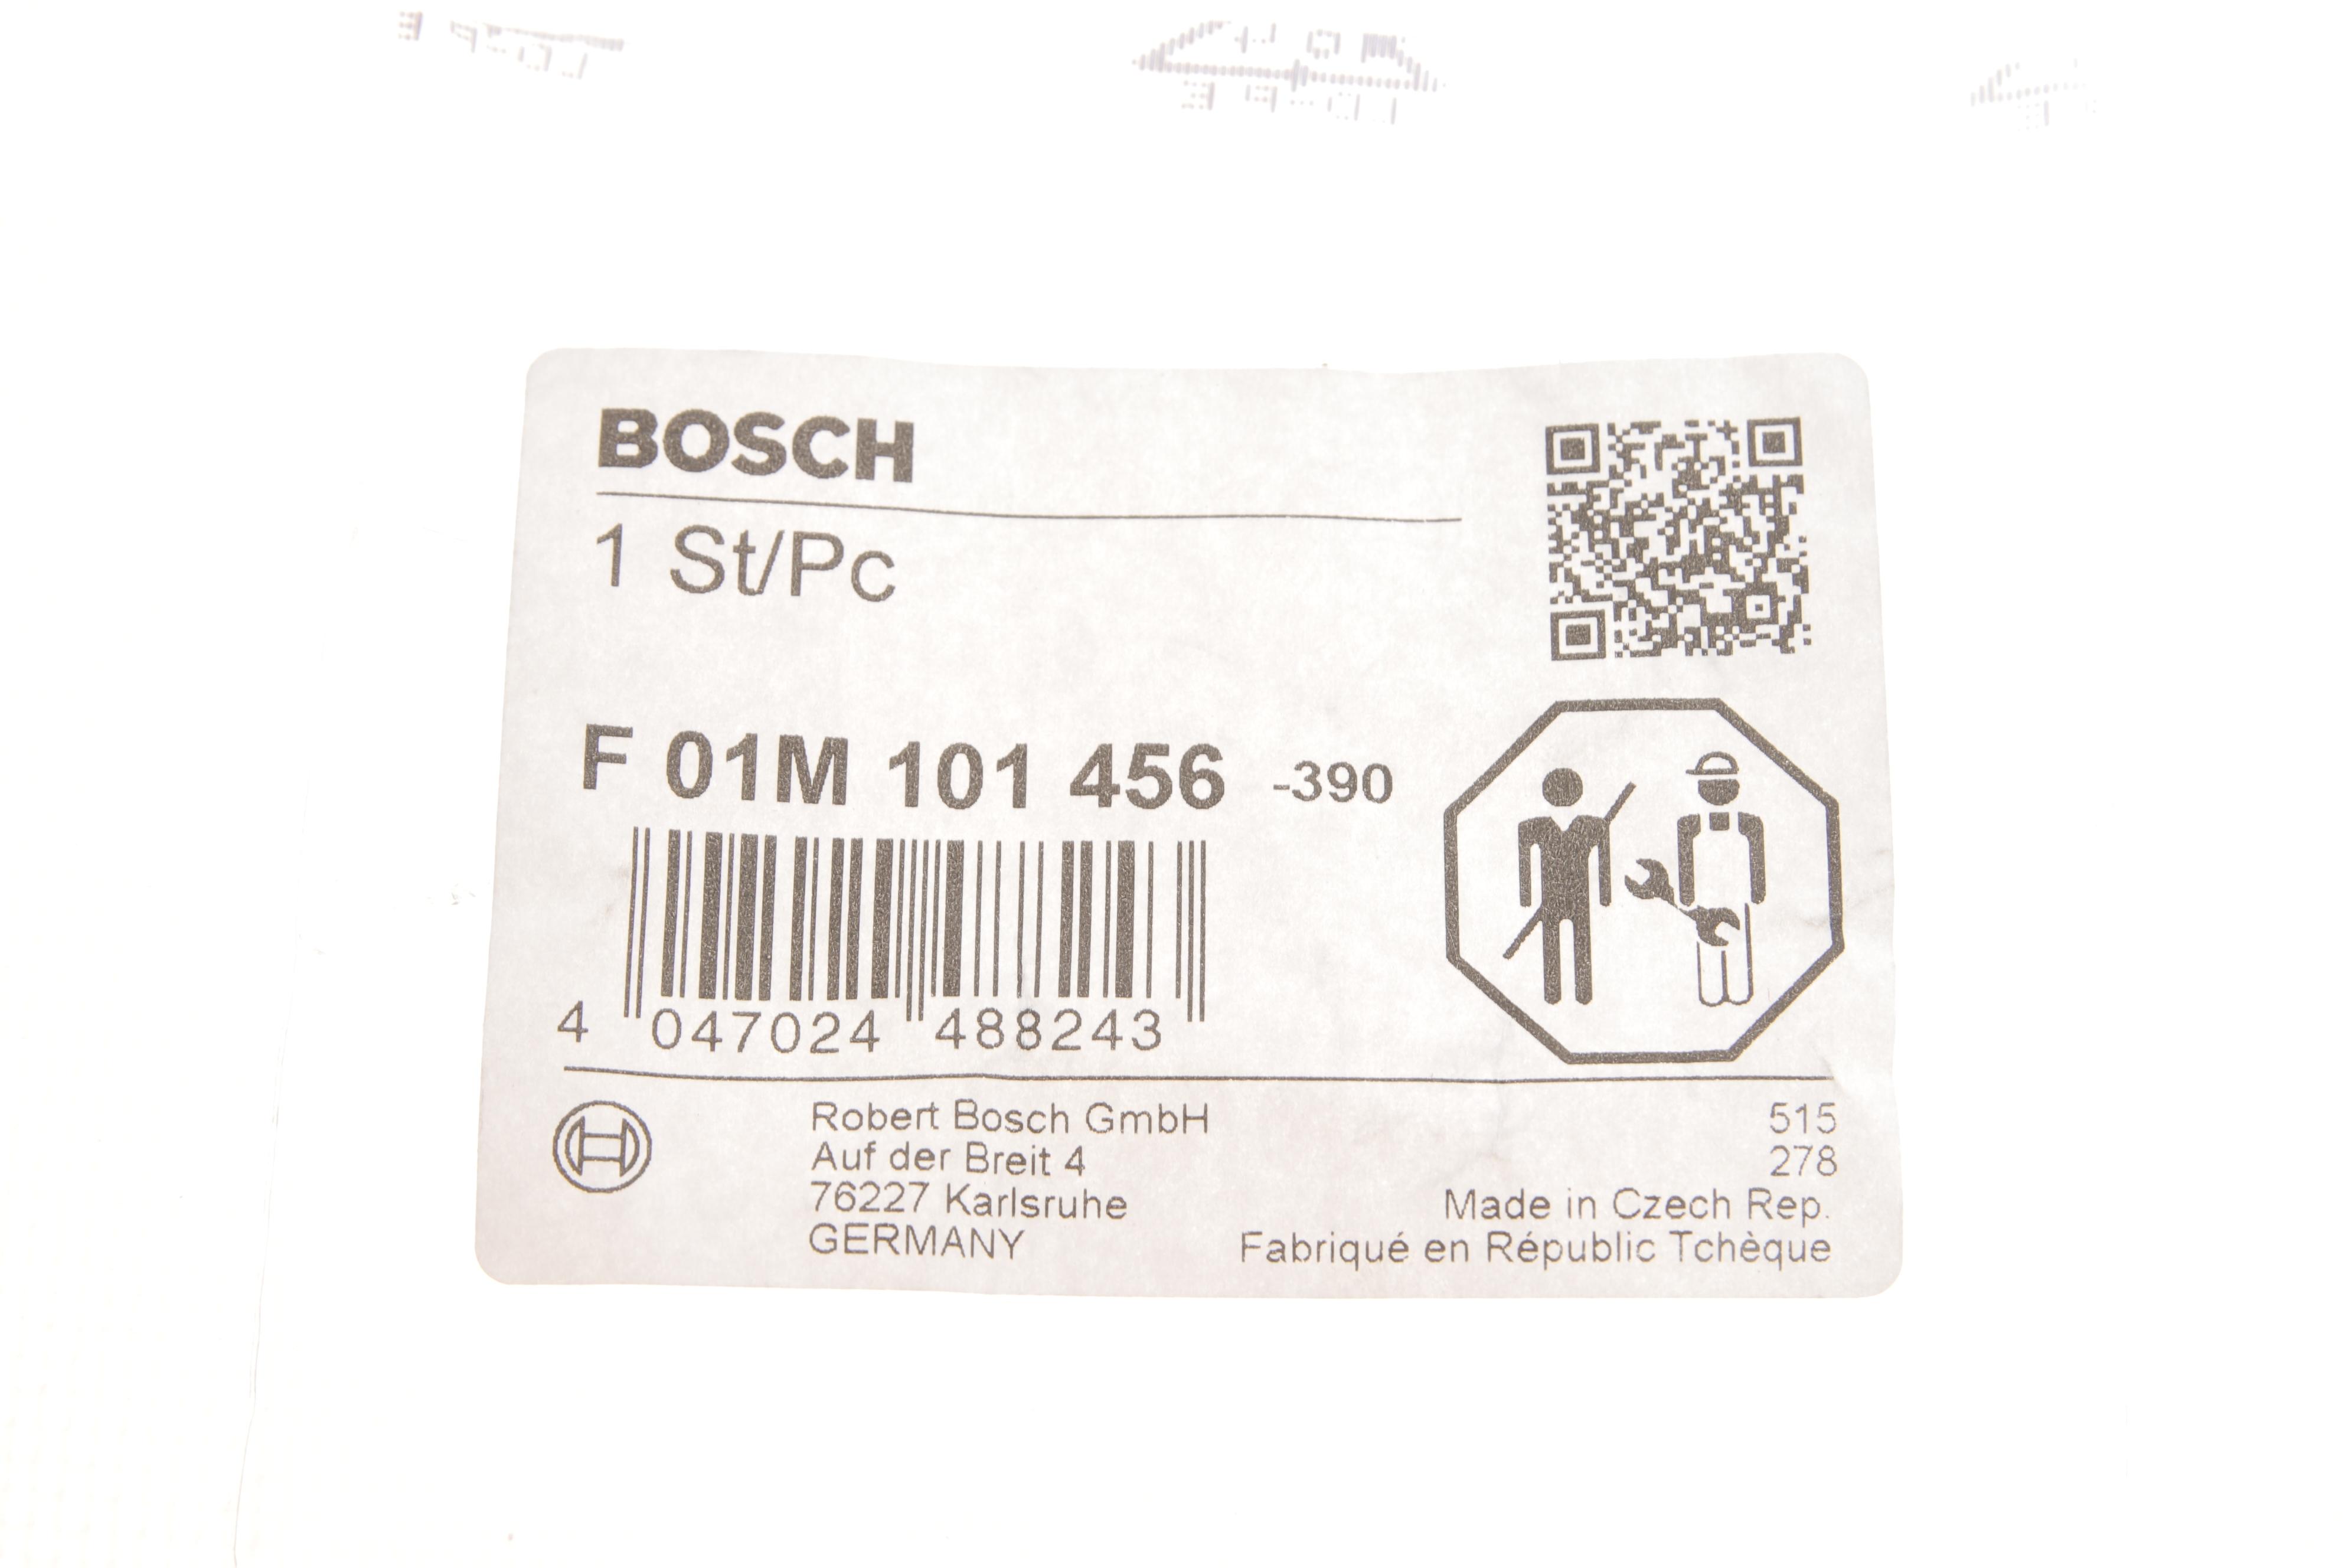 BOSCH
1 St/Pc
F 01M 101 456 -390
4 047024 488243
Robert Bosch GmbH
Auf der Breit 4
76227 Karlsruhe
GERMANY
515
278
Made in Czech Rep.
Fabriqué en Républic Tchèque